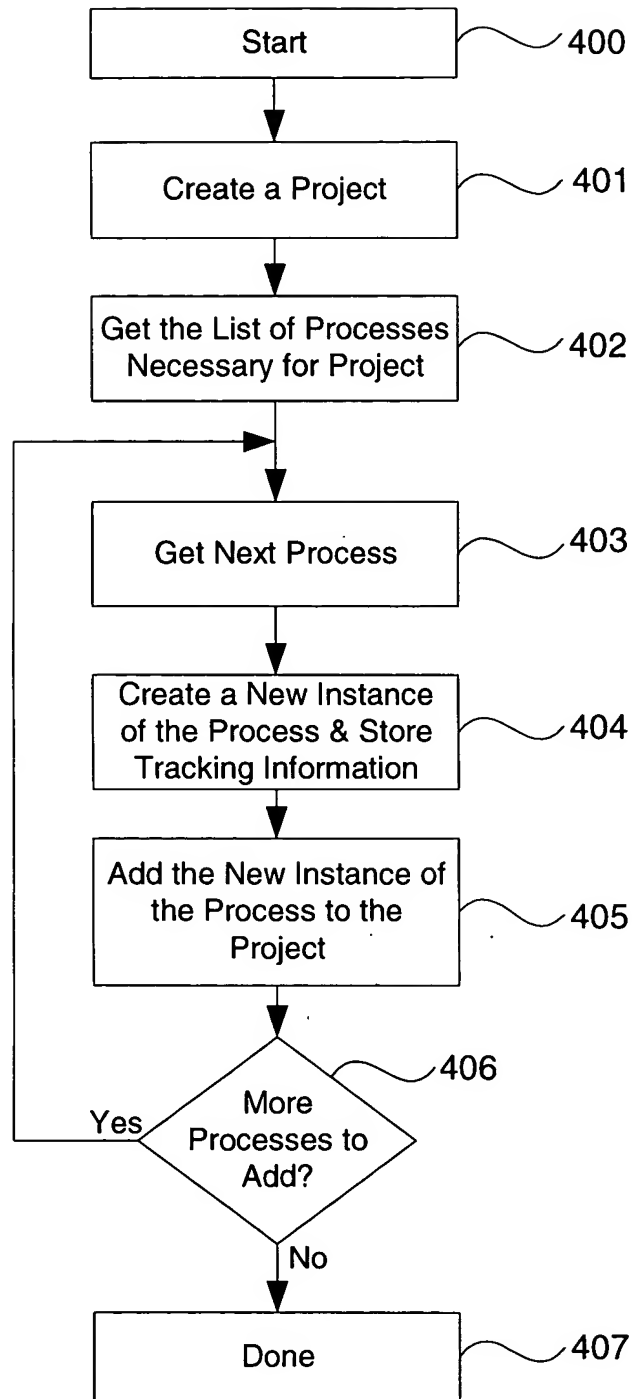 Start
400
Create a Project
401
Get the List of Processes
Necessary for Project
402
Get Next Process
403
Create a New Instance
of the Process & Store
Tracking Information
404
Add the New Instance of
the Process to the
Project
405
406
More
Processes to
Add?
Yes
No
Done
407